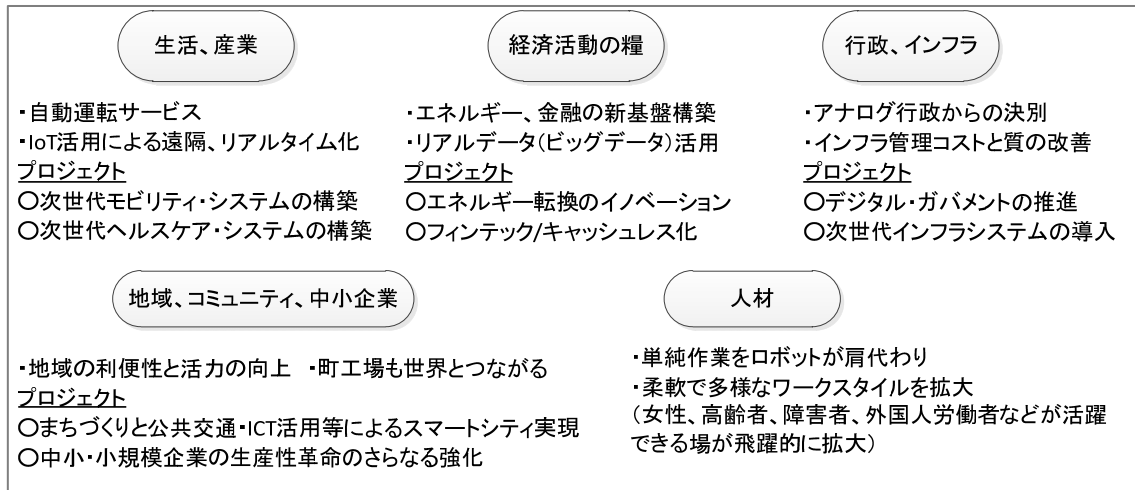 生活、産業
・自動運転サービス
・IoT活用による遠隔、リアルタイム化
プロジェクト
○次世代モビリティ・システムの構築
○次世代ヘルスケア・システムの構築
経済活動の糧
・エネルギー、金融の新基盤構築
・リアルデータ(ビッグデータ)活用
プロジェクト
○エネルギー転換のイノベーション
○フィンテック/キャッシュレス化
行政、インフラ
・アナログ行政からの決別
・インフラ管理コストと質の改善
プロジェクト
○デジタル・ガバメントの推進
○次世代インフラシステムの導入
地域、コミュニティ、中小企業
・地域の利便性と活力の向上 ・町工場も世界とつながる
プロジェクト
○まちづくりと公共交通・ICT活用等によるスマートシティ実現
○中小・小規模企業の生産性革命のさらなる強化
人材
・単純作業をロボットが肩代わり
・柔軟で多様なワークスタイルを拡大
(女性、高齢者、障害者、外国人労働者などが活躍
できる場が飛躍的に拡大)